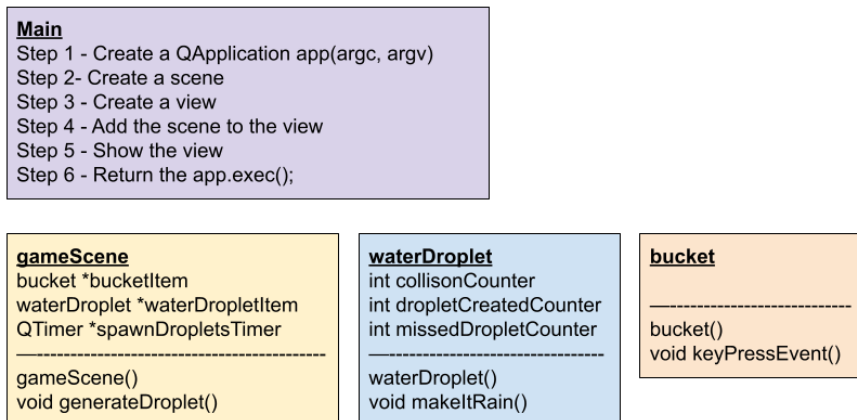 Main
Step 1 - Create a QApplication app(argc, argv)
Step 2- Create a scene
Step 3 - Create a view
Step 4 - Add the scene to the view
Step 5 - Show the view
Step 6 - Return the app.exec();
gameScene
bucket *bucketItem
waterDroplet *waterDropletItem
QTimer *spawnDropletsTimer
gameScene()
void generateDroplet()
waterDroplet
int collisonCounter
int dropletCreatedCounter
int missedDropletCounter
waterDroplet()
void makeItRain()
bucket
bucket()
void keyPressEvent()